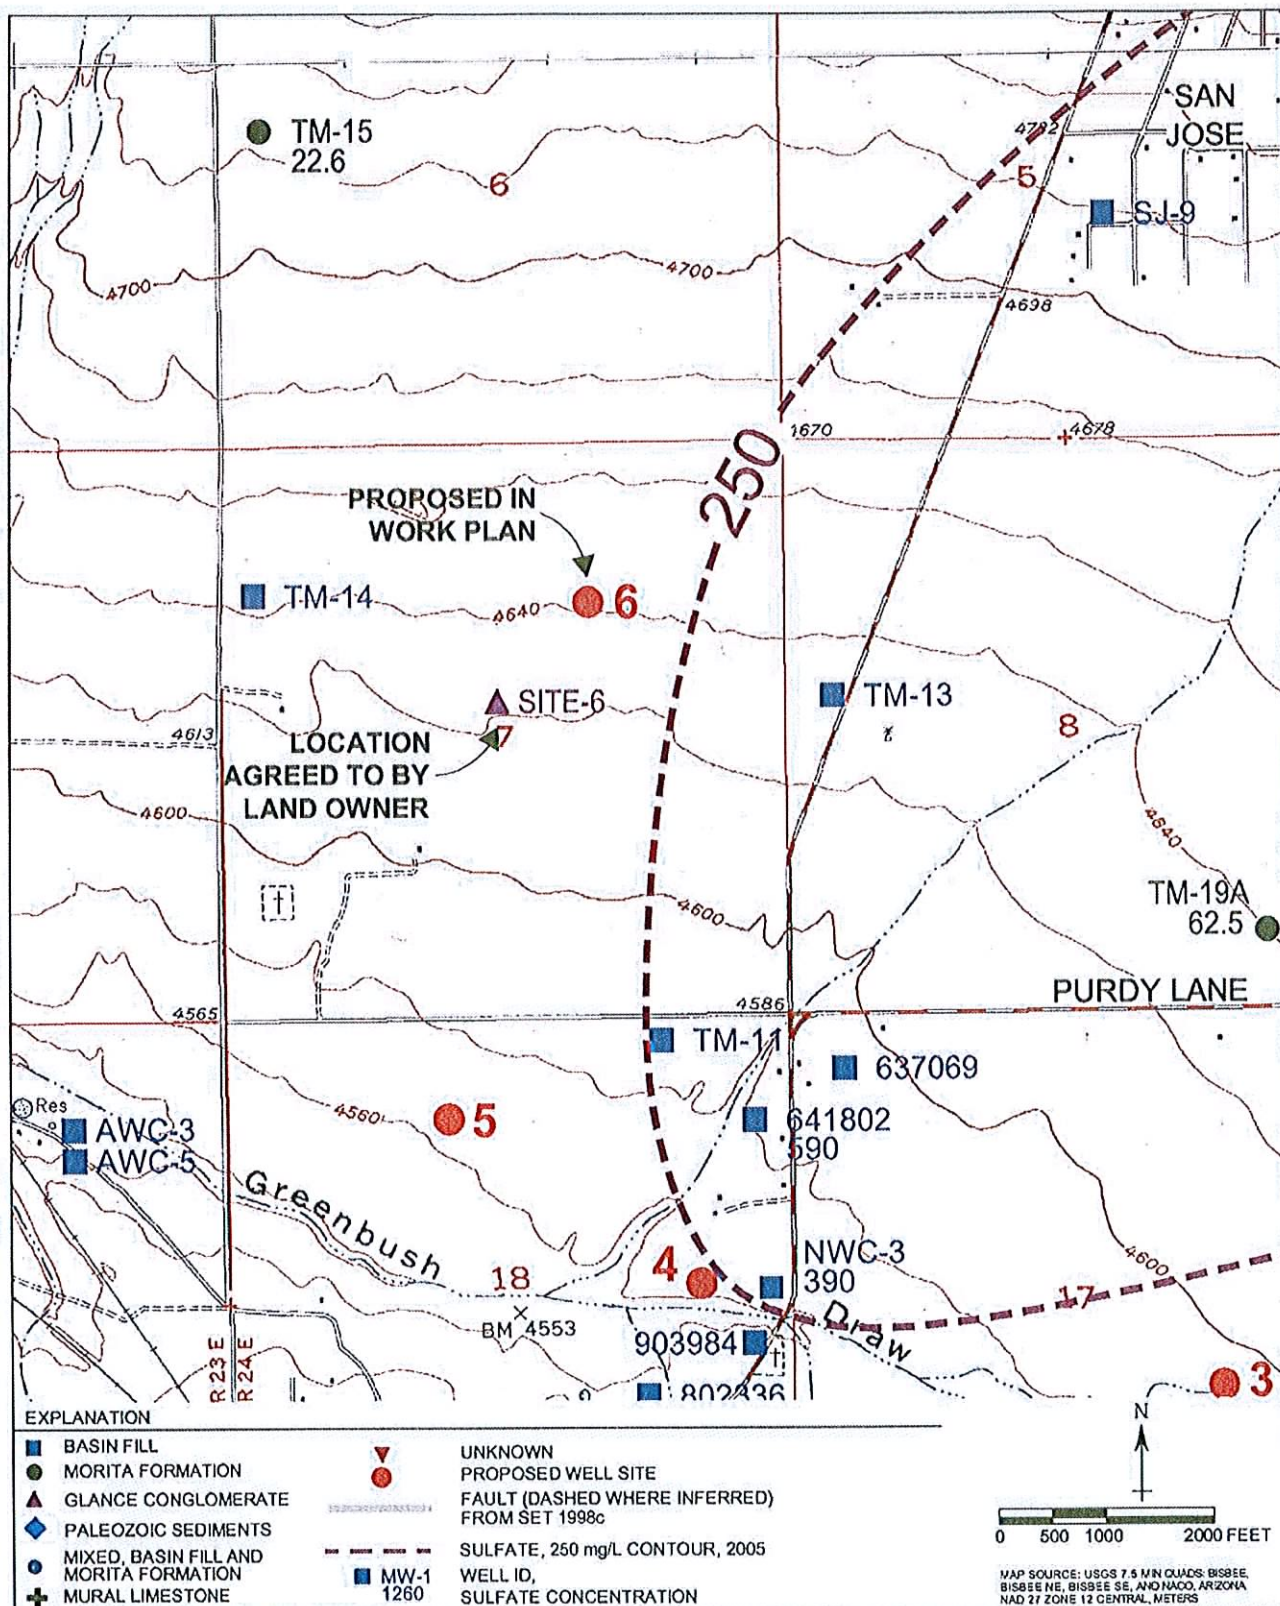 SAN
JOSE
4782
TM-15
22.6
6
5
SJ-9
4700
4700
4698
4670
4678
250
PROPOSED IN
WORK PLAN
TM-14
4640
6
TM-13
SITE-6
7
8
4613
LOCATION
AGREED TO BY
LAND OWNER
4600
4640
4600
TM-19A
62.5
PURDY LANE
4565
4586
TM-11
637069
Res
4560
5
641802
590
AWC-3
AWC-5
Greenbush
NWC-3
390
4
18
4600
17
BM 4553
Draw
903984
3
802336
R 23 E
R 24 E
EXPLANATION
BASIN FILL
MORITA FORMATION
GLANCE CONGLOMERATE
PALEOZOIC SEDIMENTS
MIXED, BASIN FILL AND
MORITA FORMATION
MURAL LIMESTONE
UNKNOWN
PROPOSED WELL SITE
FAULT (DASHED WHERE INFERRED)
FROM SET 1998c
SULFATE, 250 mg/L CONTOUR, 2005
MW-1
1260
WELL ID,
SULFATE CONCENTRATION
N
0 500 1000 2000 FEET
MAP SOURCE: USGS 7.5 MIN QUADS: BISBEE,
BISBEE NE, BISBEE SE, AND NACO, ARIZONA
NAD 27 ZONE 12 CENTRAL, METERS